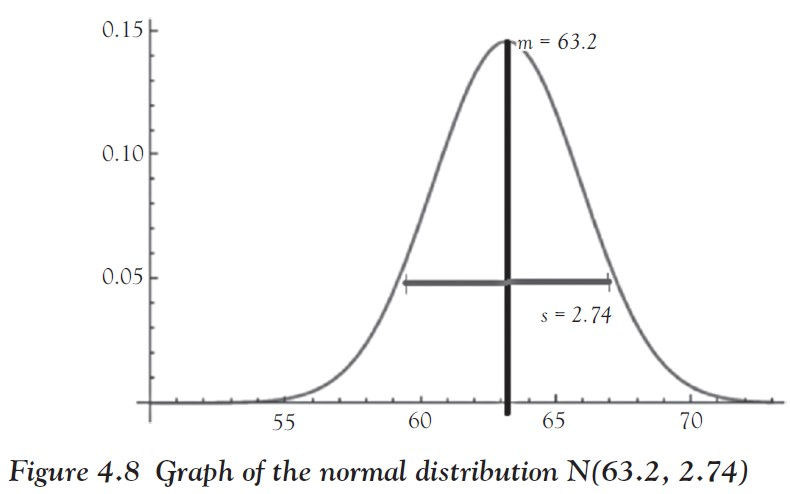 0.15
m = 63.2
0.10
0.05
s = 2.74
55 60 65 70
Figure 4.8 Graph of the normal distribution N(63.2, 2.74)